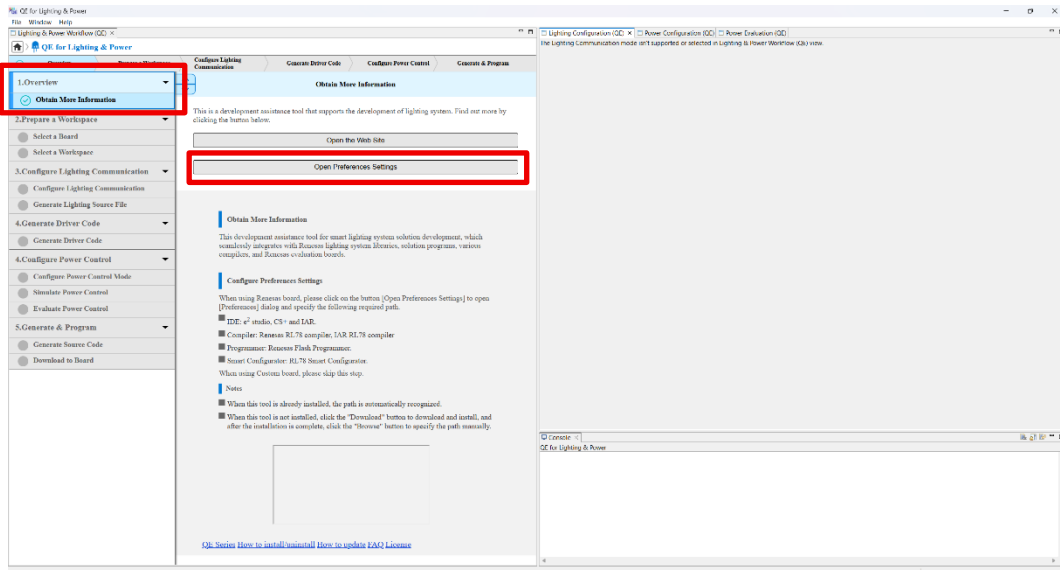 QE for Lighting & Power
File Window Help
Lighting & Power Workflow (QE)
QE for Lighting & Power
Overview
Prepare a Workspace
Configure Lighting Communication
Generate Driver Code
Configure Power Control
Generate & Program
1.Overview
Obtain More Information
2.Prepare a Workspace
Select a Board
Select a Workspace
3.Configure Lighting Communication
Configure Lighting Communication
Generate Lighting Source File
4.Generate Driver Code
Generate Driver Code
4.Configure Power Control
Configure Power Control Mode
Simulate Power Control
Evaluate Power Control
5.Generate & Program
Generate Source Code
Download to Board
Obtain More Information
This is a development assistance tool that supports the development of lighting system. Find out more by
clicking the button below.
Open the Web Site
Open Preferences Settings
Obtain More Information
This development assistance tool for smart lighting system solution development, which
seamlessly integrates with Renesas lighting system libraries, solution programs, various
compilers, and Renesas evaluation boards.
Configure Preferences Settings
When using Renesas board, please click on the button [Open Preferences Settings] to open
[Preferences] dialog and specify the following required path.
IDE: e² studio, CS+ and IAR.
Compiler: Renesas RL78 compiler, IAR RL78 compiler
Programmer: Renesas Flash Programmer.
Smart Configurator: RL78 Smart Configurator.
When using Custom board, please skip this step.
Notes
When this tool is already installed, the path is automatically recognized.
When this tool is not installed, click the "Download" button to download and install, and
after the installation is complete, click the "Browse" button to specify the path manually.
QE Series How to install/uninstall How to update FAQ License
Lighting Configuration (QE) Power Configuration (QE) Power Evaluation (QE)
The Lighting Communication mode isn't supported or selected in Lighting & Power Workflow (QE) view.
Console
QE for Lighting & Power